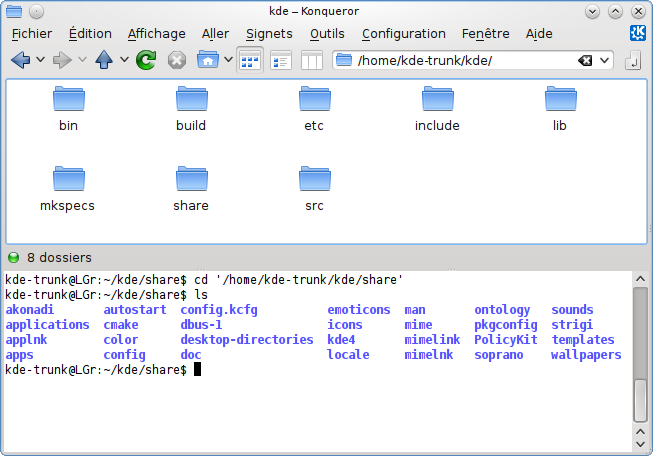 kde – Konqueror
Fichier Édition Affichage Aller Signets Outils Configuration Fenêtre Aide
/home/kde-trunk/kde/
bin build etc include lib
mkspecs share src
8 dossiers
kde-trunk@LGr:~/kde/share$ cd '/home/kde-trunk/kde/share'
kde-trunk@LGr:~/kde/share$ ls
akonadi autostart config.kcfg emoticons man ontology sounds
applications cmake dbus-1 icons mime pkgconfig strigi
applnk color desktop-directories kde4 mimelink PolicyKit templates
apps config doc locale mimelnk soprano wallpapers
kde-trunk@LGr:~/kde/share$